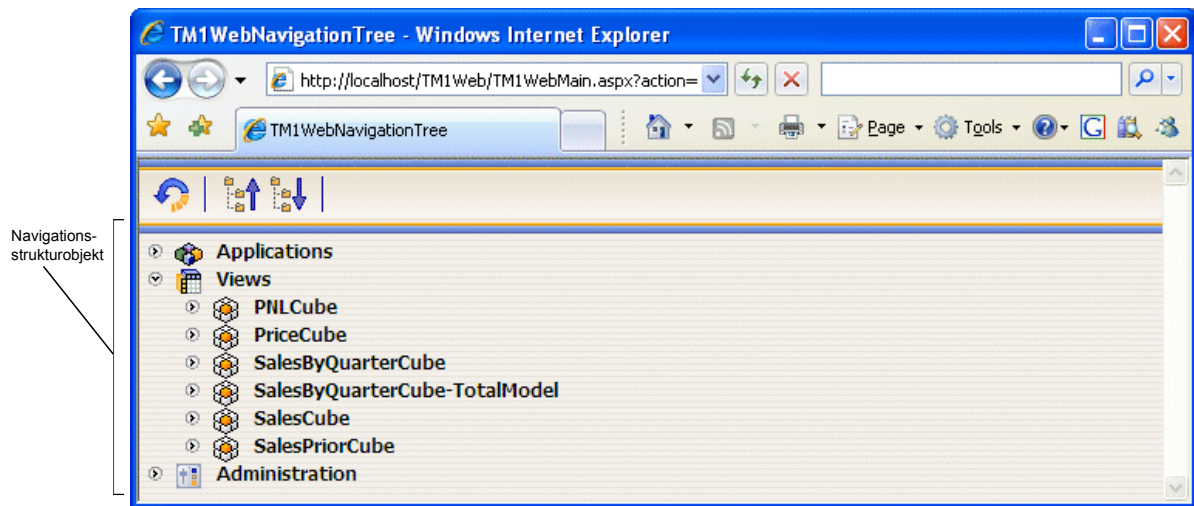 TM1WebNavigationTree - Windows Internet Explorer
http://localhost/TM1Web/TM1WebMain.aspx?action=
TM1WebNavigationTree
Page
Tools
Navigations-
strukturobjekt
Applications
Views
PNLCube
PriceCube
SalesByQuarterCube
SalesByQuarterCube-TotalModel
SalesCube
SalesPriorCube
Administration